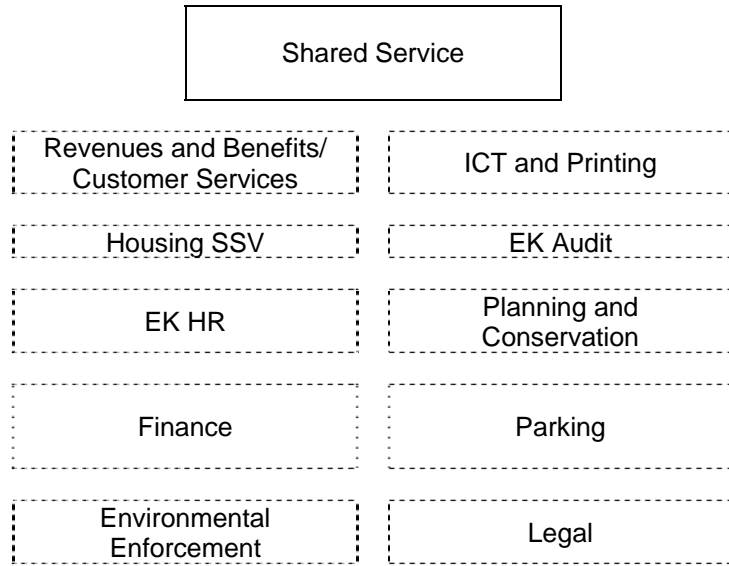 Shared Service
Revenues and Benefits/
Customer Services
ICT and Printing
Housing SSV
EK Audit
EK HR
Planning and
Conservation
Finance
Parking
Environmental
Enforcement
Legal